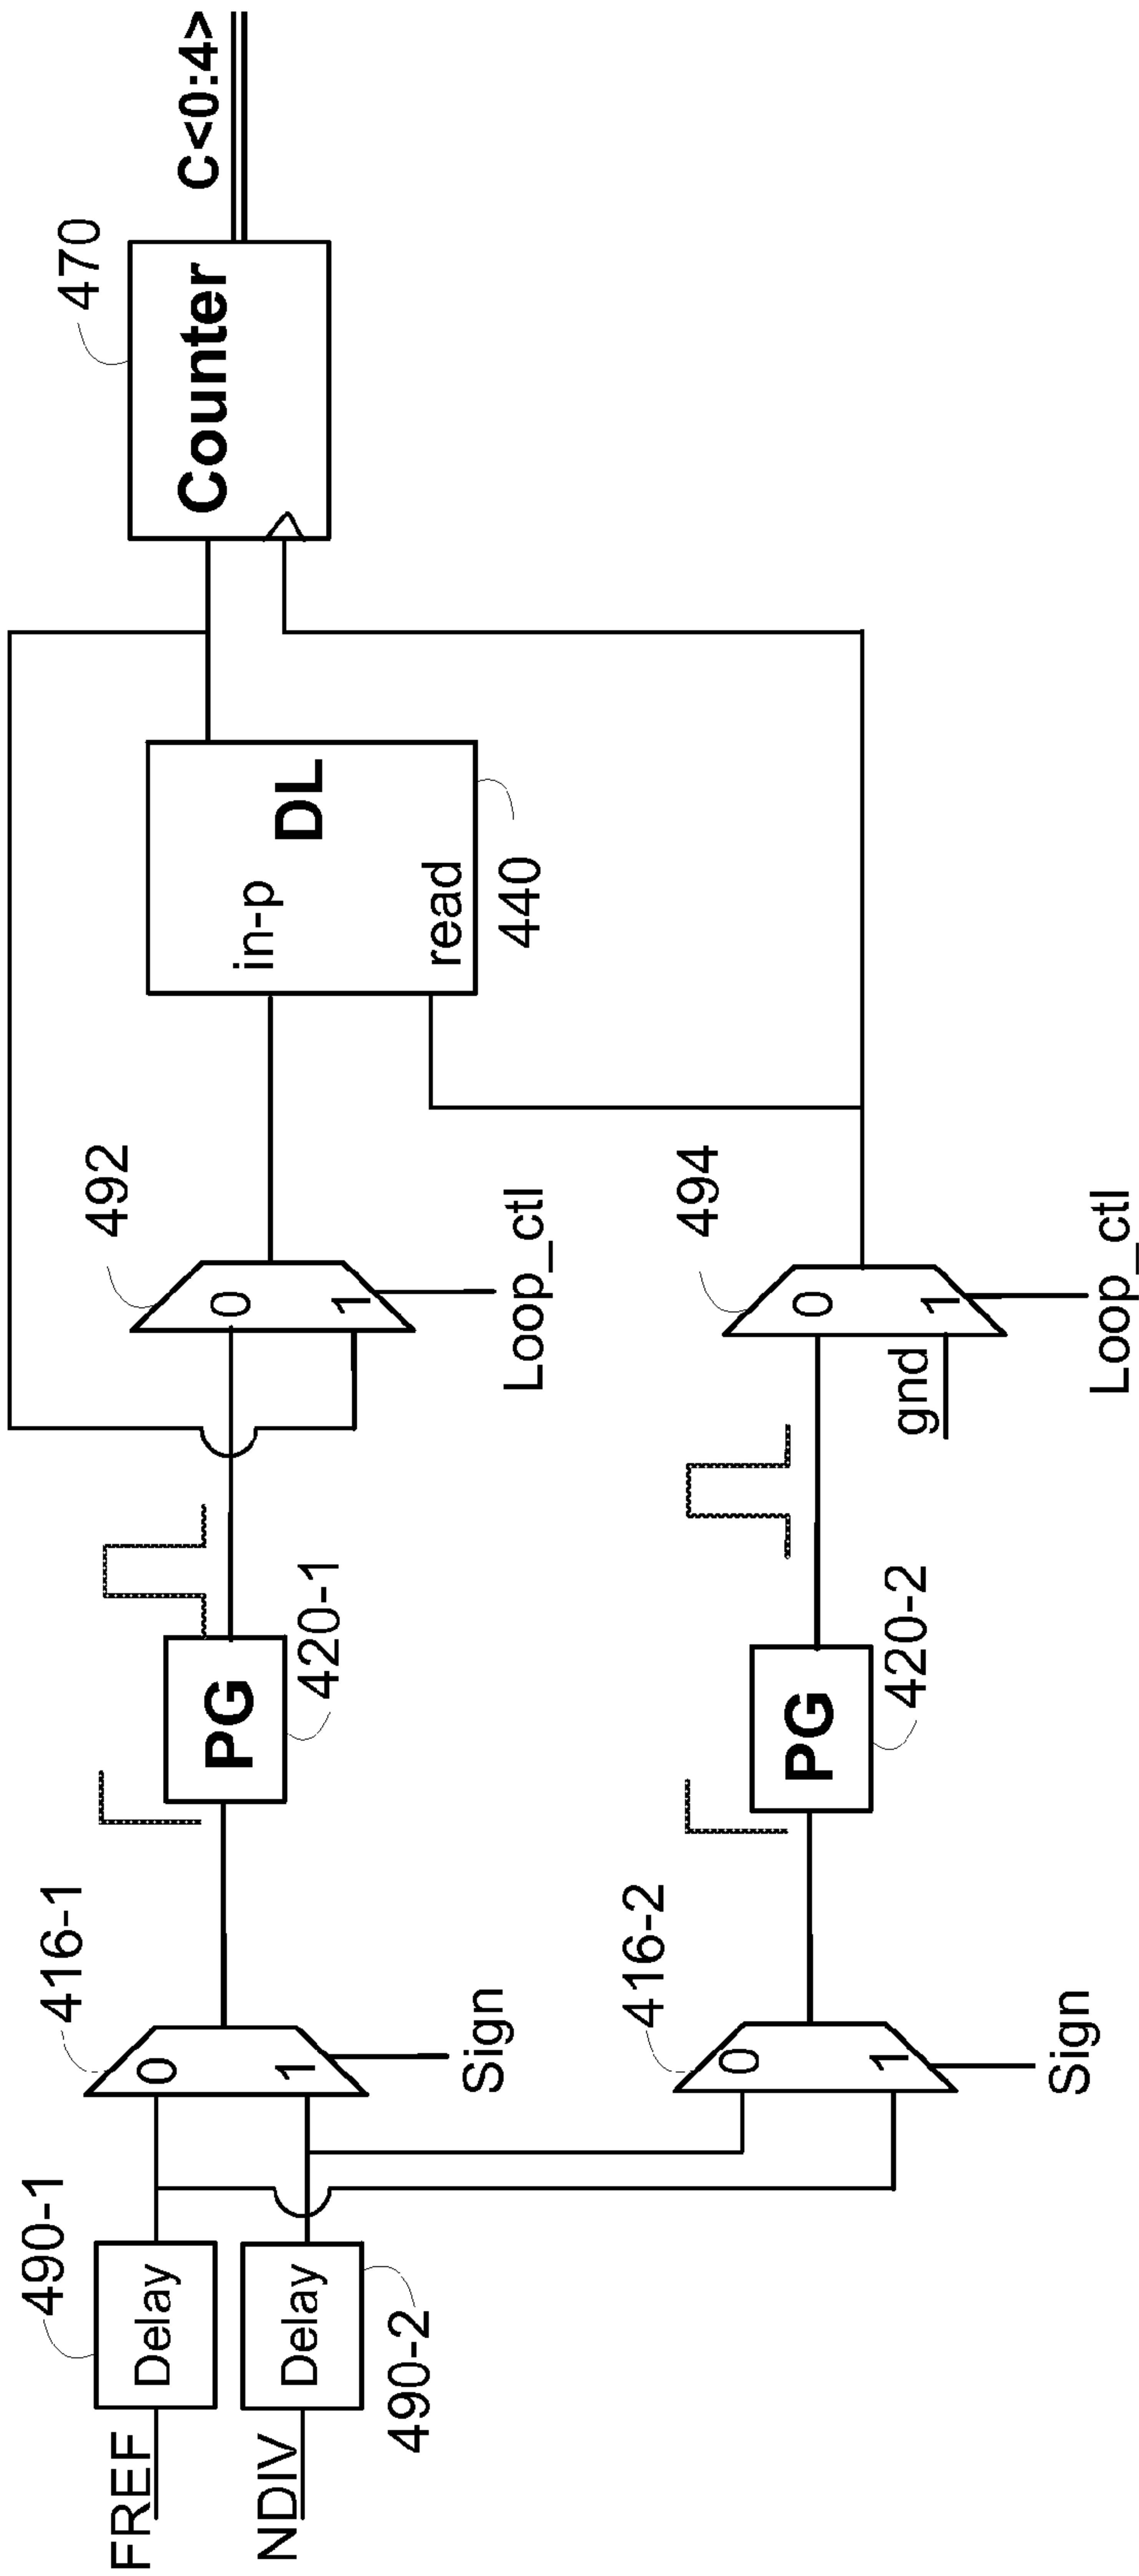 FREF
NDIV
Delay
490-1
Delay
490-2
0
1
416-1
Sign
0
1
416-2
Sign
PG
420-1
PG
420-2
0
1
492
Loop_ctl
gnd
0
1
494
Loop_ctl
in-p
DL
read
440
Counter
470
C<0:4>